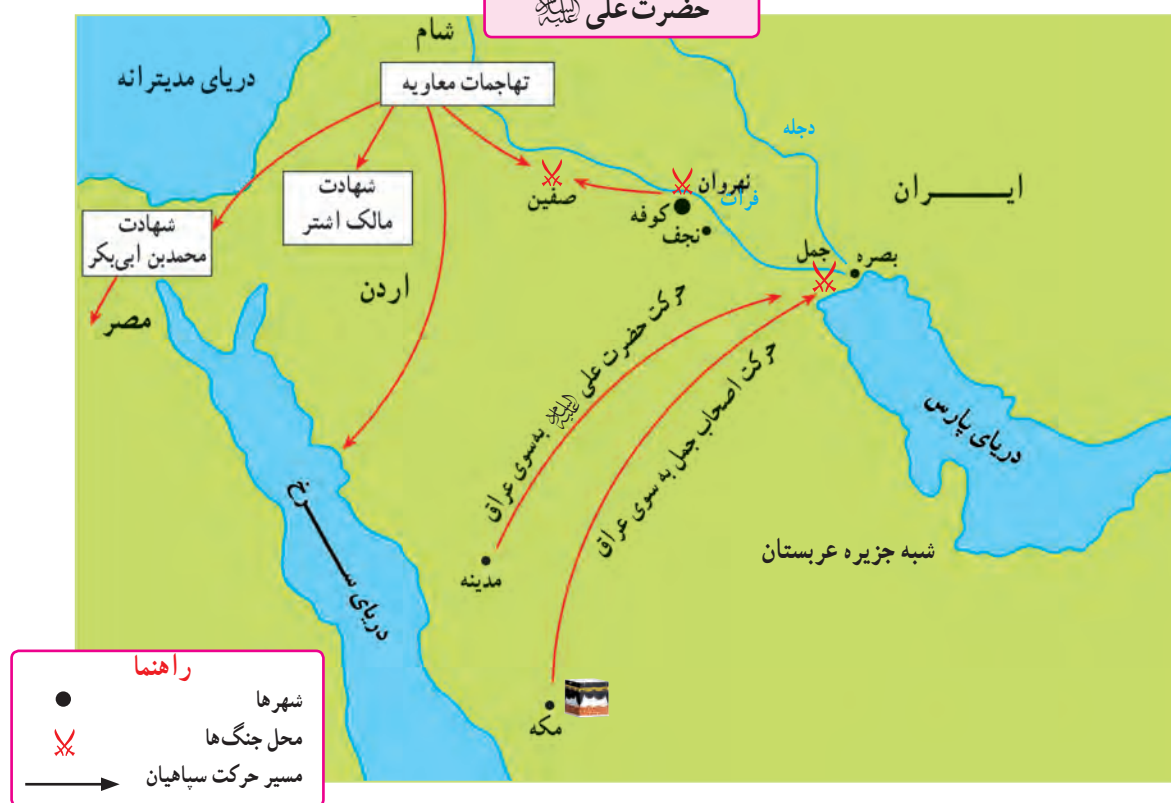 حضرت علی علیه‌السلام
شام
دریای مدیترانه
تهاجمات معاویه
دجله
ایـــــران
نهروان
فرات
صفین
کوفه
نجف
شهادت
مالک اشتر
شهادت
محمدبن ابی‌بکر
جمل
بصره
اردن
مصر
حرکت حضرت علی علیه‌السلام به‌سوی عراق
حرکت اصحاب جمل به سوی عراق
دریای پارس
شبه جزیره عربستان
مدینه
دریای ســـرخ
مکه
راهنما
شهرها
محل جنگ‌ها
مسیر حرکت سپاهیان